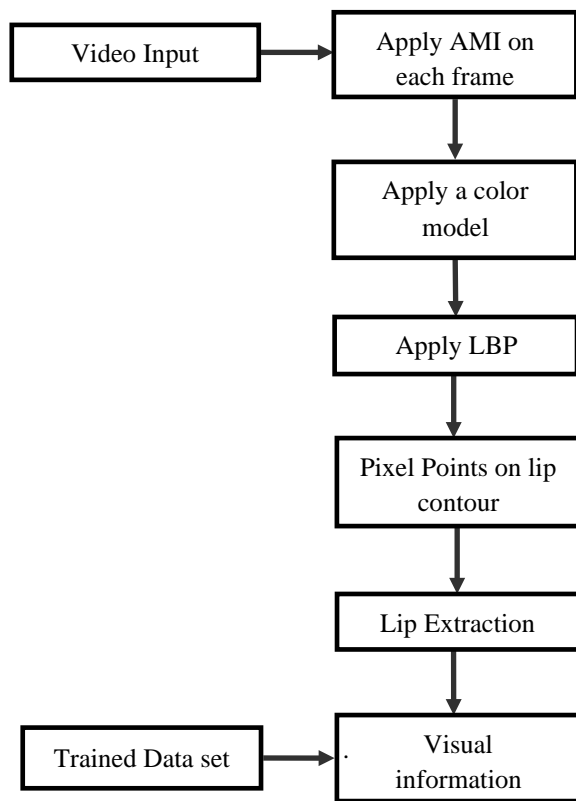 Video Input
Apply AMI on
each frame
Apply a color
model
Apply LBP
Pixel Points on lip
contour
Lip Extraction
Trained Data set
.
Visual
information